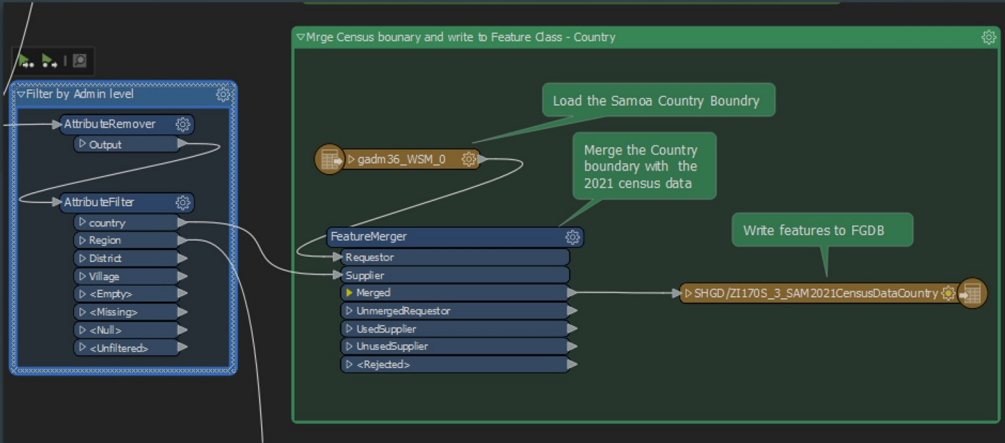 Mrge Census bounary and write to Feature Class - Country
Filter by Admin level
AttributeRemover
Output
AttributeFilter
country
Region
District
Village
<Empty>
<Missing>
<Null>
<Unfiltered>
Load the Samoa Country Boundry
gadm36_WSM_0
Merge the Country
boundary with the
2021 census data
FeatureMerger
Requestor
Supplier
Merged
UnmergedRequestor
UsedSupplier
UnusedSupplier
<Rejected>
Write features to FGDB
SHGD/ZI170S_3_SAM2021CensusDataCountry